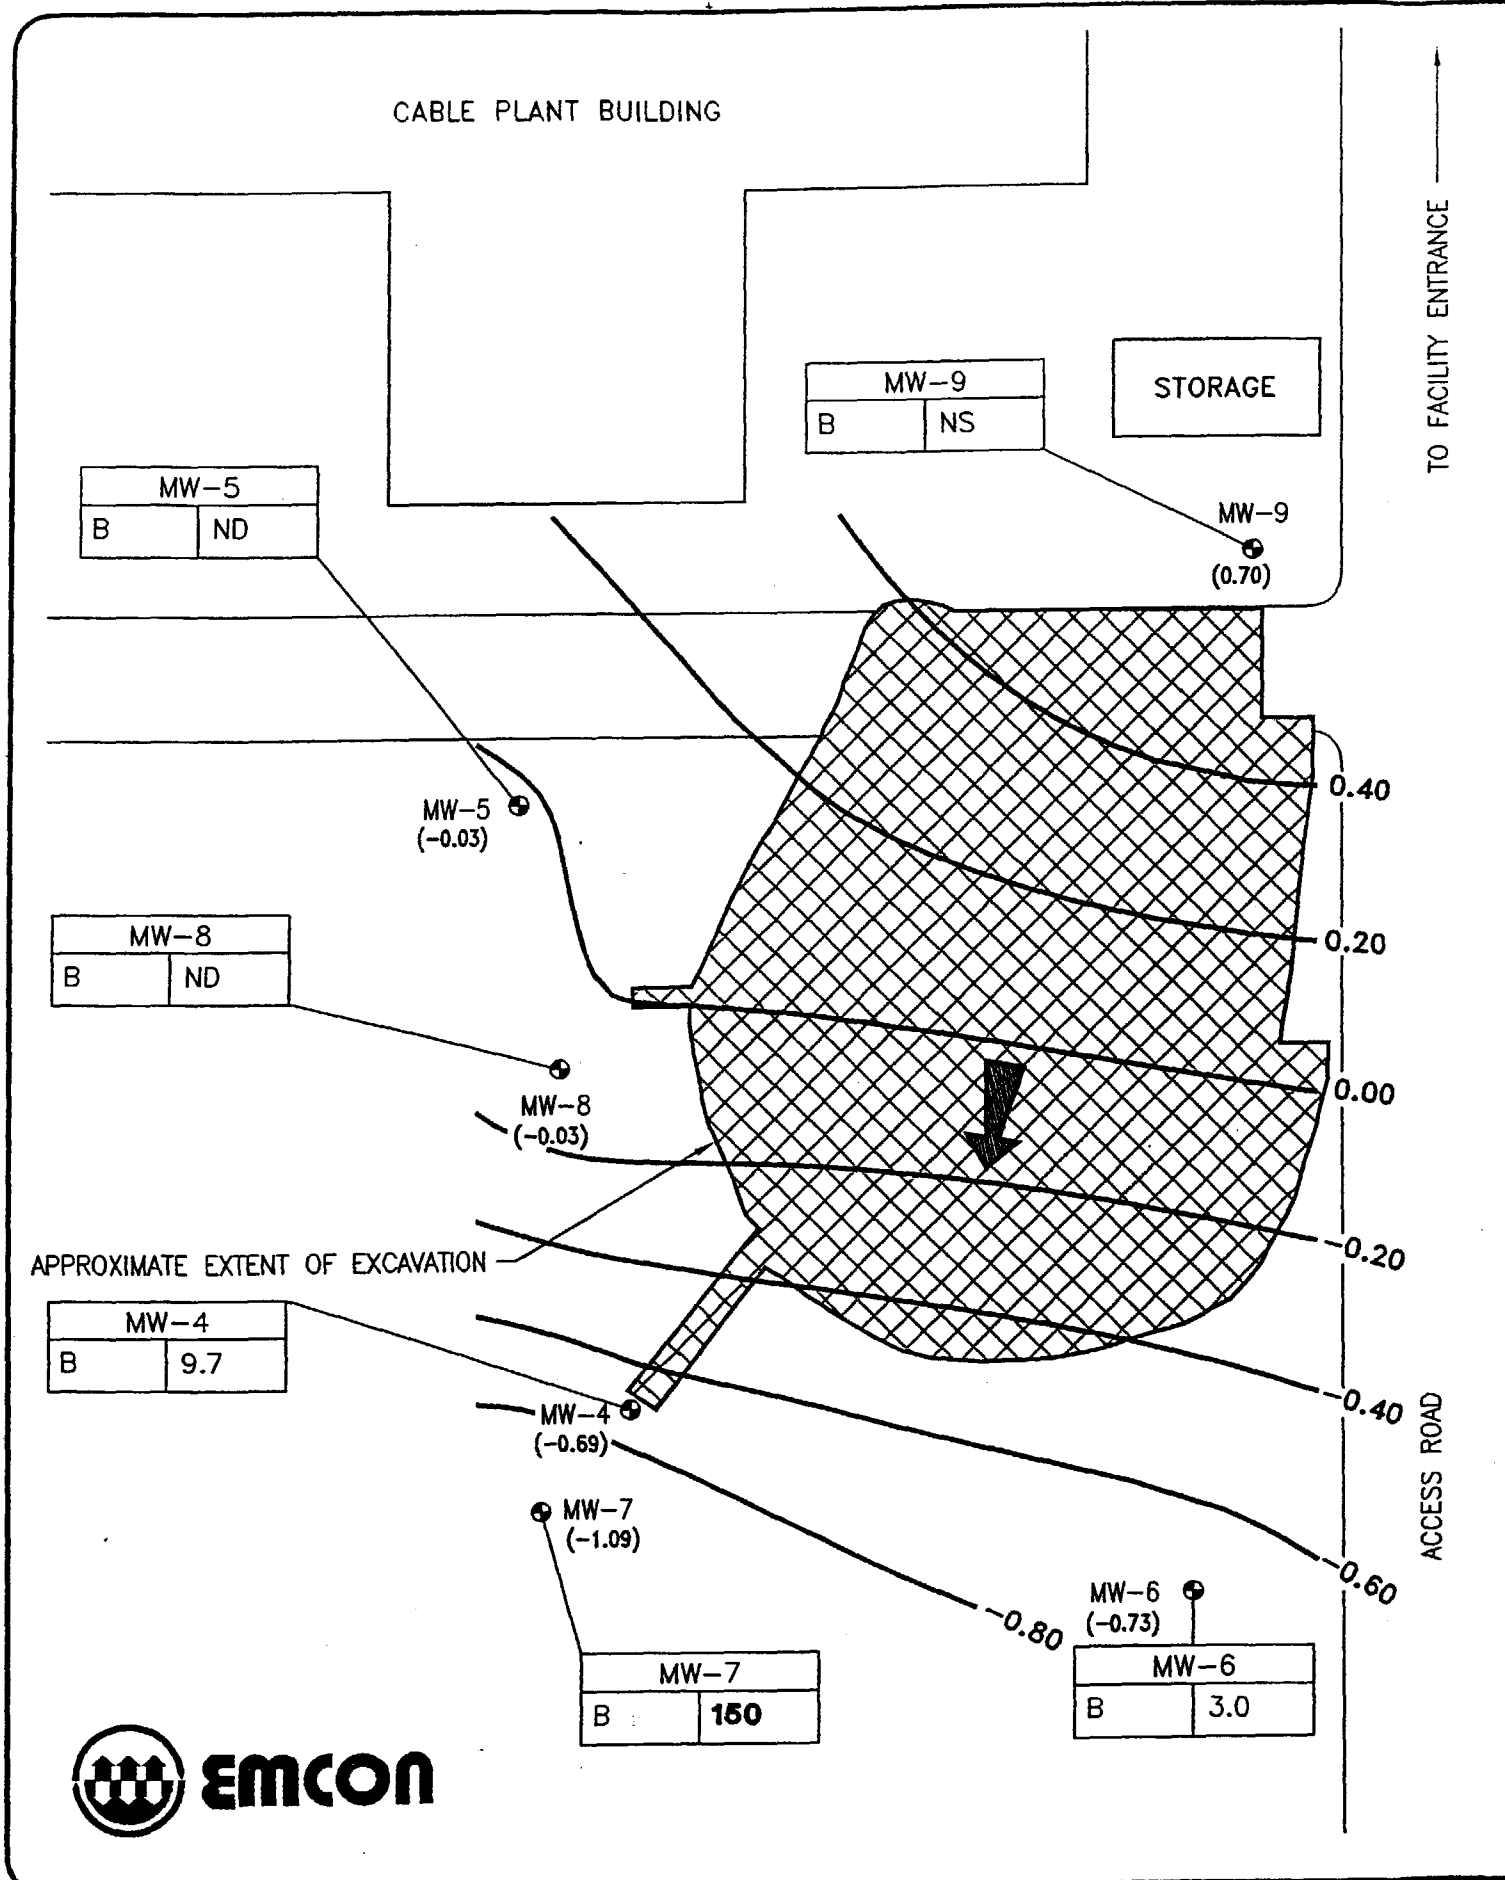 CABLE PLANT BUILDING
TO FACILITY ENTRANCE
STORAGE
MW-9
B NS
MW-9
(0.70)
MW-5
B ND
MW-5
(-0.03)
0.40
0.20
MW-8
B ND
MW-8
(-0.03)
0.00
-0.20
APPROXIMATE EXTENT OF EXCAVATION
MW-4
B 9.7
MW-4
(-0.69)
-0.40
ACCESS ROAD
MW-7
(-1.09)
-0.60
-0.80
MW-6
(-0.73)
MW-7
B 150
MW-6
B 3.0
EMCON